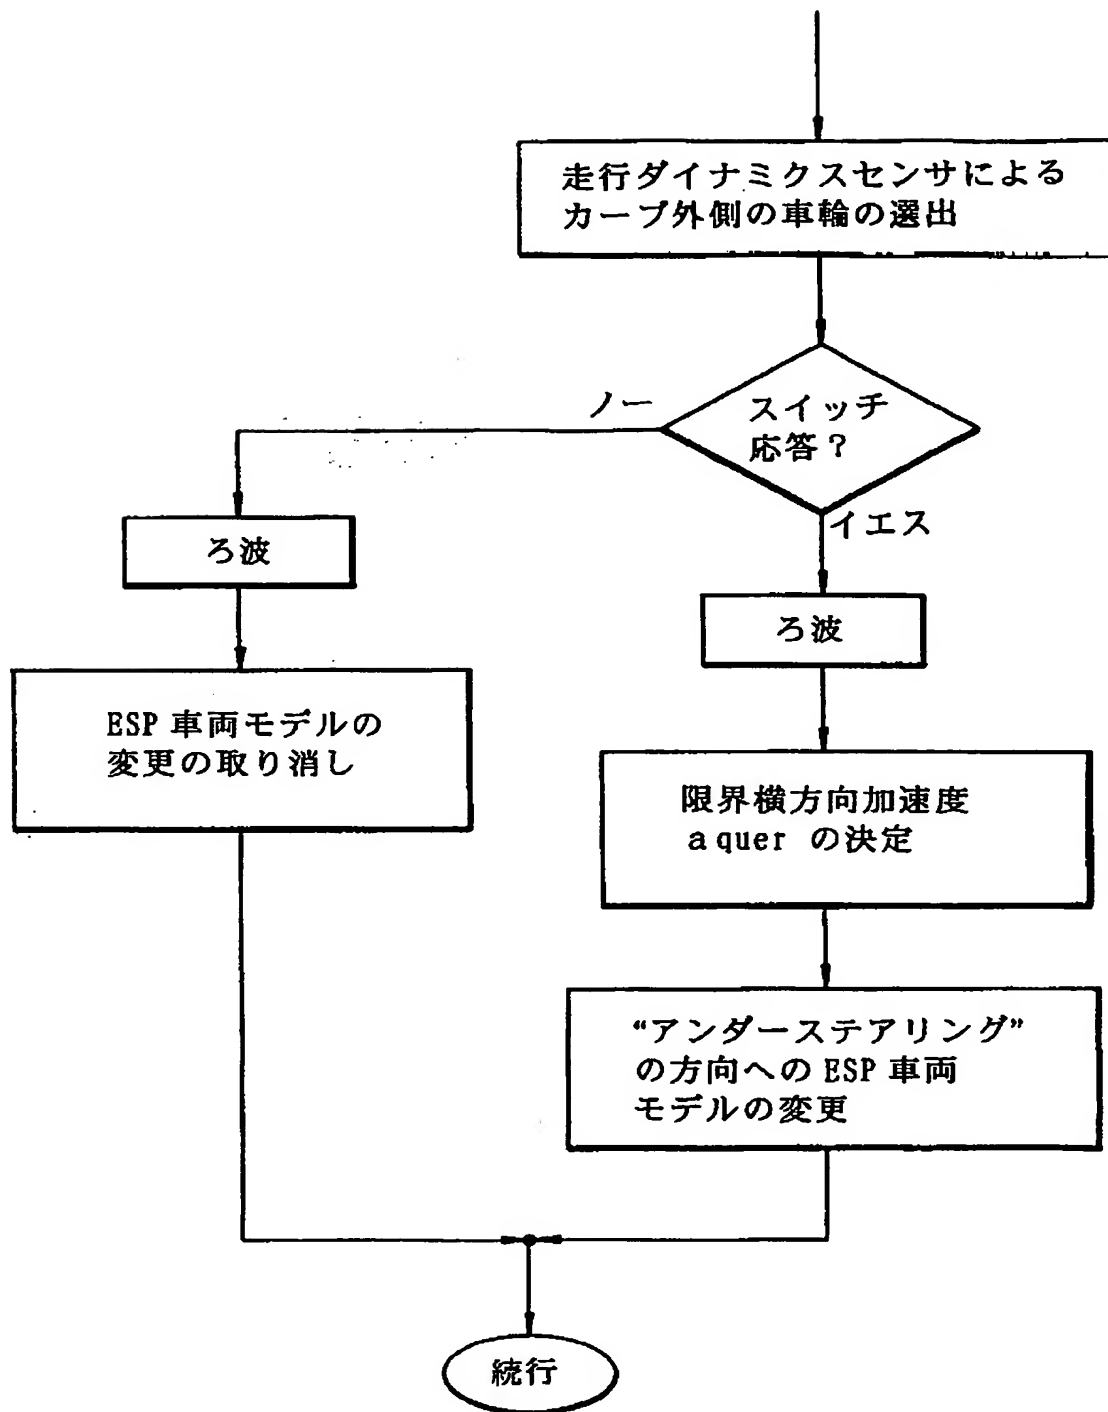 走行ダイナミクスセンサによる
カーブ外側の車輪の選出
スイッチ
応答？
ノー
イエス
ろ波
ろ波
ESP 車両モデルの
変更の取り消し
限界横方向加速度
aquer の決定
“アンダーステアリング”
の方向への ESP 車両
モデルの変更
続行